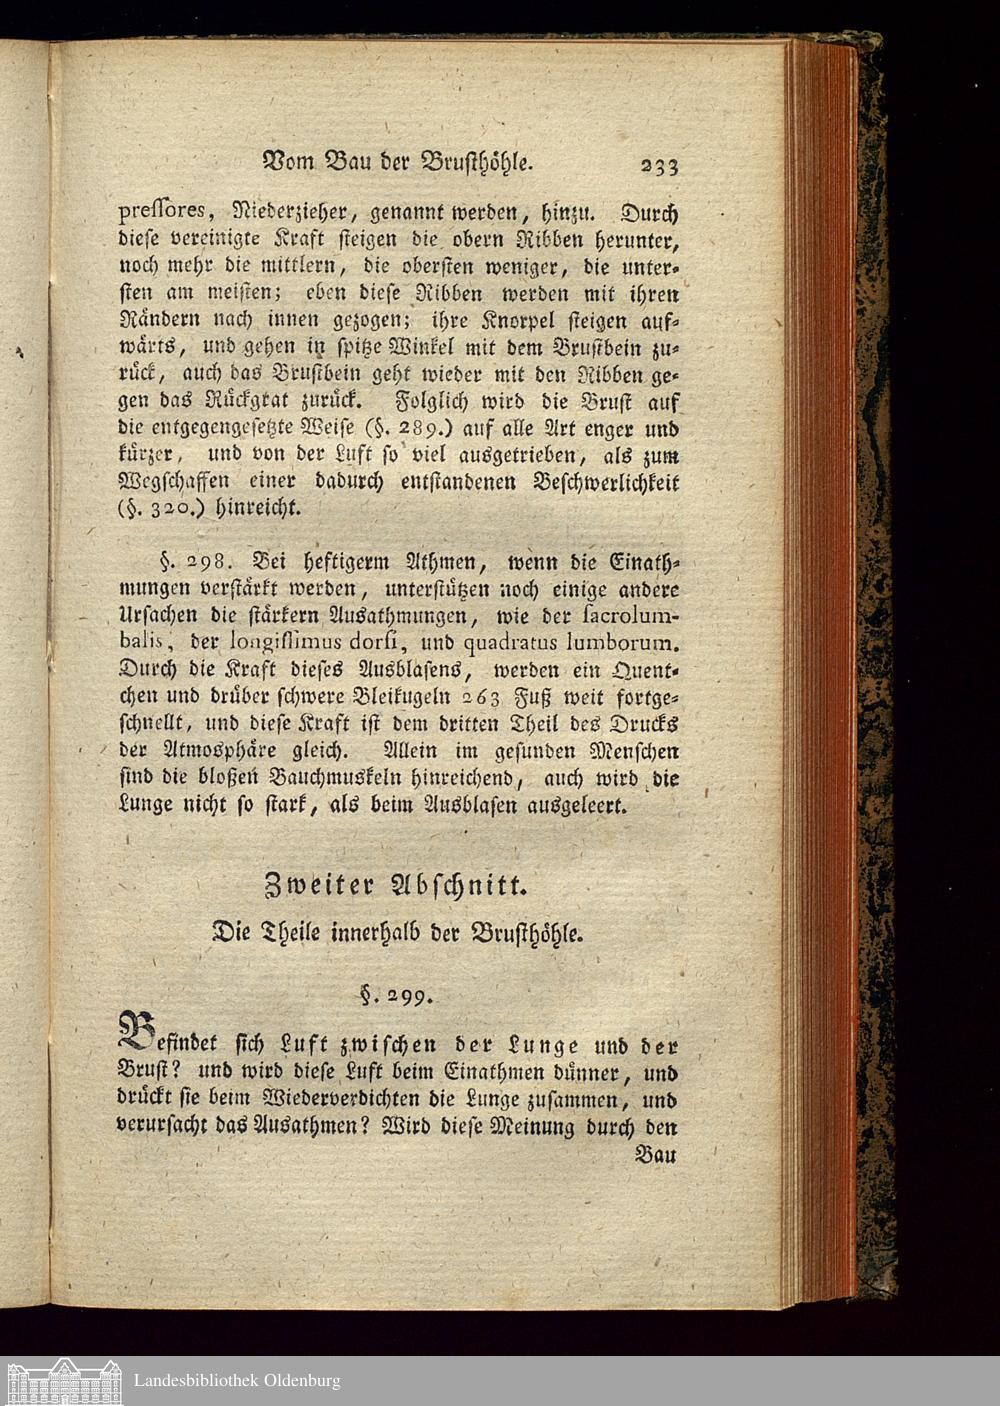 Vom Bau der Brusthöhle. 233
pressores, Niederzieher, genannt werden, hinzu. Durch
diese vereinigte Kraft steigen die obern Ribben herunter,
noch mehr die mittlern, die obersten weniger, die unter-
sten am meisten; eben diese Ribben werden mit ihren
Rändern nach innen gezogen; ihre Knorpel steigen auf-
wärts, und gehen in spitze Winkel mit dem Brustbein zu-
rück, auch das Brustbein geht wieder mit den Ribben ge-
gen das Rückgrat zurück. Folglich wird die Brust auf
die entgegengesetzte Weise (§. 289.) auf alle Art enger und
kürzer, und von der Luft so viel ausgetrieben, als zum
Wegschaffen einer dadurch entstandenen Beschwerlichkeit
(§. 320.) hinreicht.
§. 298. Bei heftigerm Athmen, wenn die Einath-
mungen verstärkt werden, unterstützen noch einige andere
Ursachen die stärkern Ausathmungen, wie der sacrolum-
balis, der longissimus dorsi, und quadratus lumborum.
Durch die Kraft dieses Ausblasens, werden ein Quent-
chen und drüber schwere Bleikugeln 263 Fuß weit fortge-
schnellt, und diese Kraft ist dem dritten Theil des Drucks
der Atmosphäre gleich. Allein im gesunden Menschen
sind die bloßen Bauchmuskeln hinreichend, auch wird die
Lunge nicht so stark, als beim Ausblasen ausgeleert.
Zweiter Abschnitt.
Die Theile innerhalb der Brusthöhle.
§. 299.
Befindet sich Luft zwischen der Lunge und der
Brust? und wird diese Luft beim Einathmen dünner, und
drückt sie beim Wiederverdichten die Lunge zusammen, und
verursacht das Ausathmen? Wird diese Meinung durch den
Bau
Landesbibliothek Oldenburg